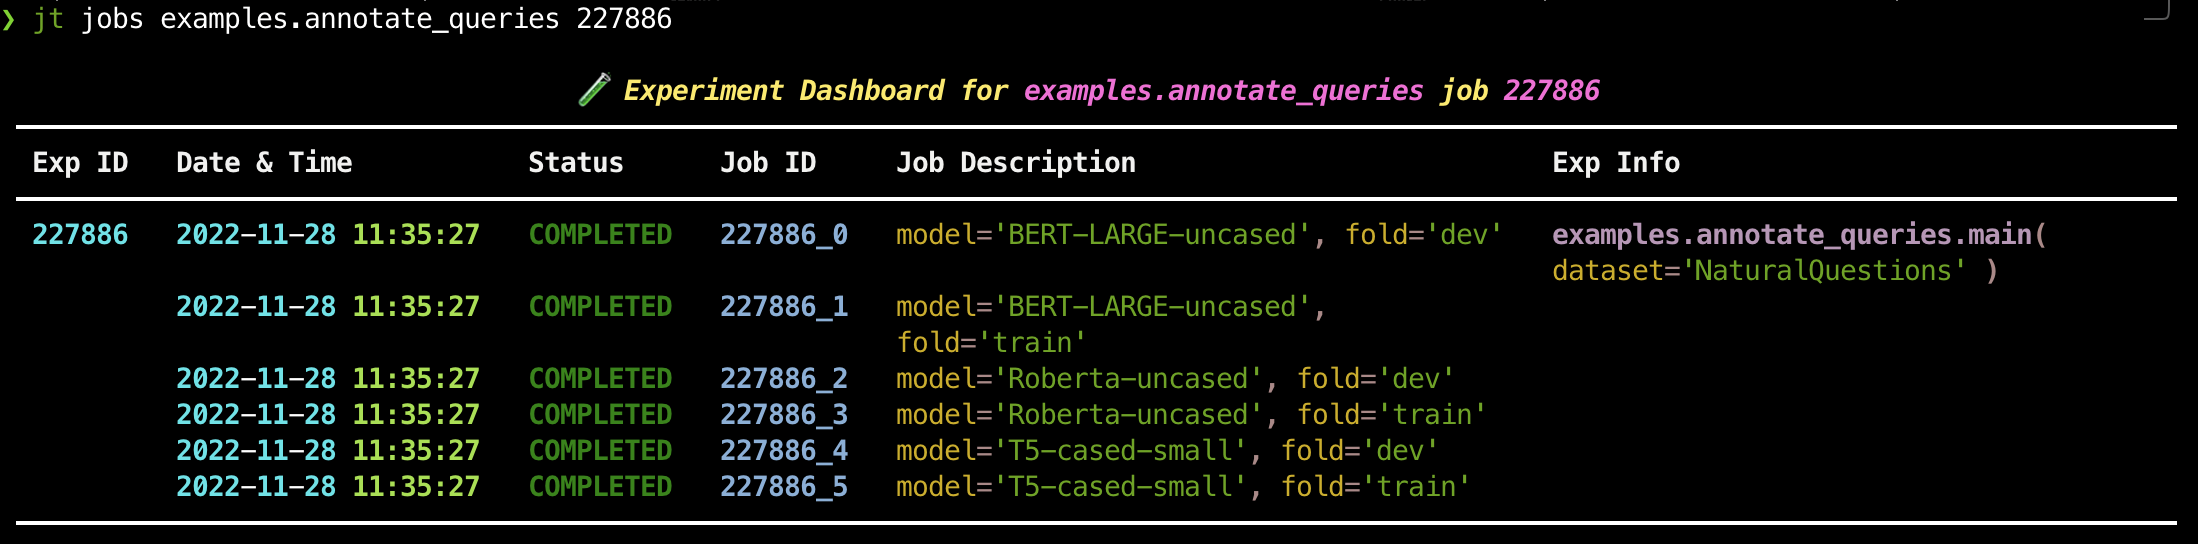 ❯ jt jobs examples.annotate_queries 227886
🧪 Experiment Dashboard for examples.annotate_queries job 227886
Exp ID Date & Time Status Job ID Job Description Exp Info
227886 2022-11-28 11:35:27 COMPLETED 227886_0 model='BERT-LARGE-uncased', fold='dev' examples.annotate_queries.main(
dataset='NaturalQuestions' )
2022-11-28 11:35:27 COMPLETED 227886_1 model='BERT-LARGE-uncased',
fold='train'
2022-11-28 11:35:27 COMPLETED 227886_2 model='Roberta-uncased', fold='dev'
2022-11-28 11:35:27 COMPLETED 227886_3 model='Roberta-uncased', fold='train'
2022-11-28 11:35:27 COMPLETED 227886_4 model='T5-cased-small', fold='dev'
2022-11-28 11:35:27 COMPLETED 227886_5 model='T5-cased-small', fold='train'